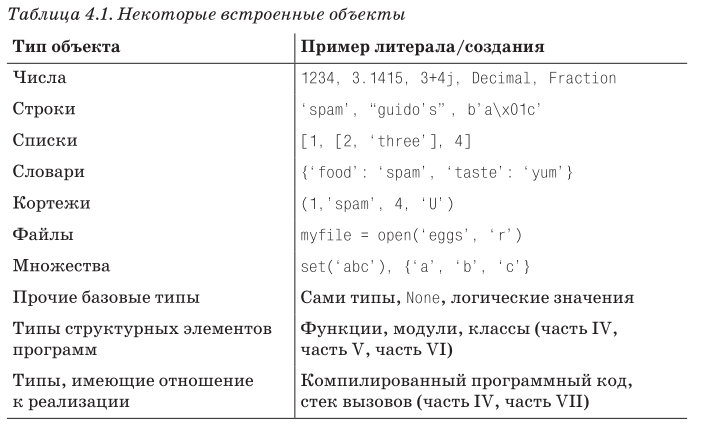 Таблица 4.1. Некоторые встроенные объекты
Тип объекта Пример литерала/создания
Числа 1234, 3.1415, 3+4j, Decimal, Fraction
Строки ‘spam’, “guido’s” , b’a\x01c’
Списки [1, [2, ‘three’], 4]
Словари {‘food’: ‘spam’, ‘taste’: ‘yum’}
Кортежи (1,’spam’, 4, ‘U’)
Файлы myfile = open(‘eggs’, ‘r’)
Множества set(‘abc’), {‘a’, ‘b’, ‘c’}
Прочие базовые типы Сами типы, None, логические значения
Типы структурных элементов Функции, модули, классы (часть IV,
программ часть V, часть VI)
Типы, имеющие отношение Компилированный программный код,
к реализации стек вызовов (часть IV, часть VII)